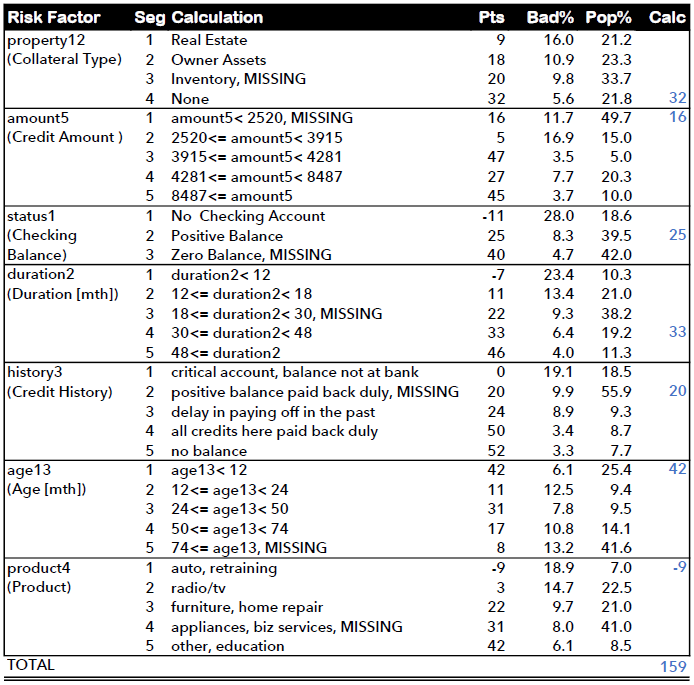 Risk Factor Seg Calculation Pts Bad% Pop% Calc
property12 1 Real Estate 9 16.0 21.2
(Collateral Type) 2 Owner Assets 18 10.9 23.3
3 Inventory, MISSING 20 9.8 33.7
4 None 32 5.6 21.8 32
amount5 1 amount5< 2520, MISSING 16 11.7 49.7 16
(Credit Amount ) 2 2520<= amount5< 3915 5 16.9 15.0
3 3915<= amount5< 4281 47 3.5 5.0
4 4281<= amount5< 8487 27 7.7 20.3
5 8487<= amount5 45 3.7 10.0
status1 1 No Checking Account -11 28.0 18.6
(Checking 2 Positive Balance 25 8.3 39.5 25
Balance) 3 Zero Balance, MISSING 40 4.7 42.0
duration2 1 duration2< 12 -7 23.4 10.3
(Duration [mth]) 2 12<= duration2< 18 11 13.4 21.0
3 18<= duration2< 30, MISSING 22 9.3 38.2
4 30<= duration2< 48 33 6.4 19.2 33
5 48<= duration2 46 4.0 11.3
history3 1 critical account, balance not at bank 0 19.1 18.5
(Credit History) 2 positive balance paid back duly, MISSING 20 9.9 55.9 20
3 delay in paying off in the past 24 8.9 9.3
4 all credits here paid back duly 50 3.4 8.7
5 no balance 52 3.3 7.7
age13 1 age13< 12 42 6.1 25.4 42
(Age [mth]) 2 12<= age13< 24 11 12.5 9.4
3 24<= age13< 50 31 7.8 9.5
4 50<= age13< 74 17 10.8 14.1
5 74<= age13, MISSING 8 13.2 41.6
product4 1 auto, retraining -9 18.9 7.0 -9
(Product) 2 radio/tv 3 14.7 22.5
3 furniture, home repair 22 9.7 21.0
4 appliances, biz services, MISSING 31 8.0 41.0
5 other, education 42 6.1 8.5
TOTAL 159